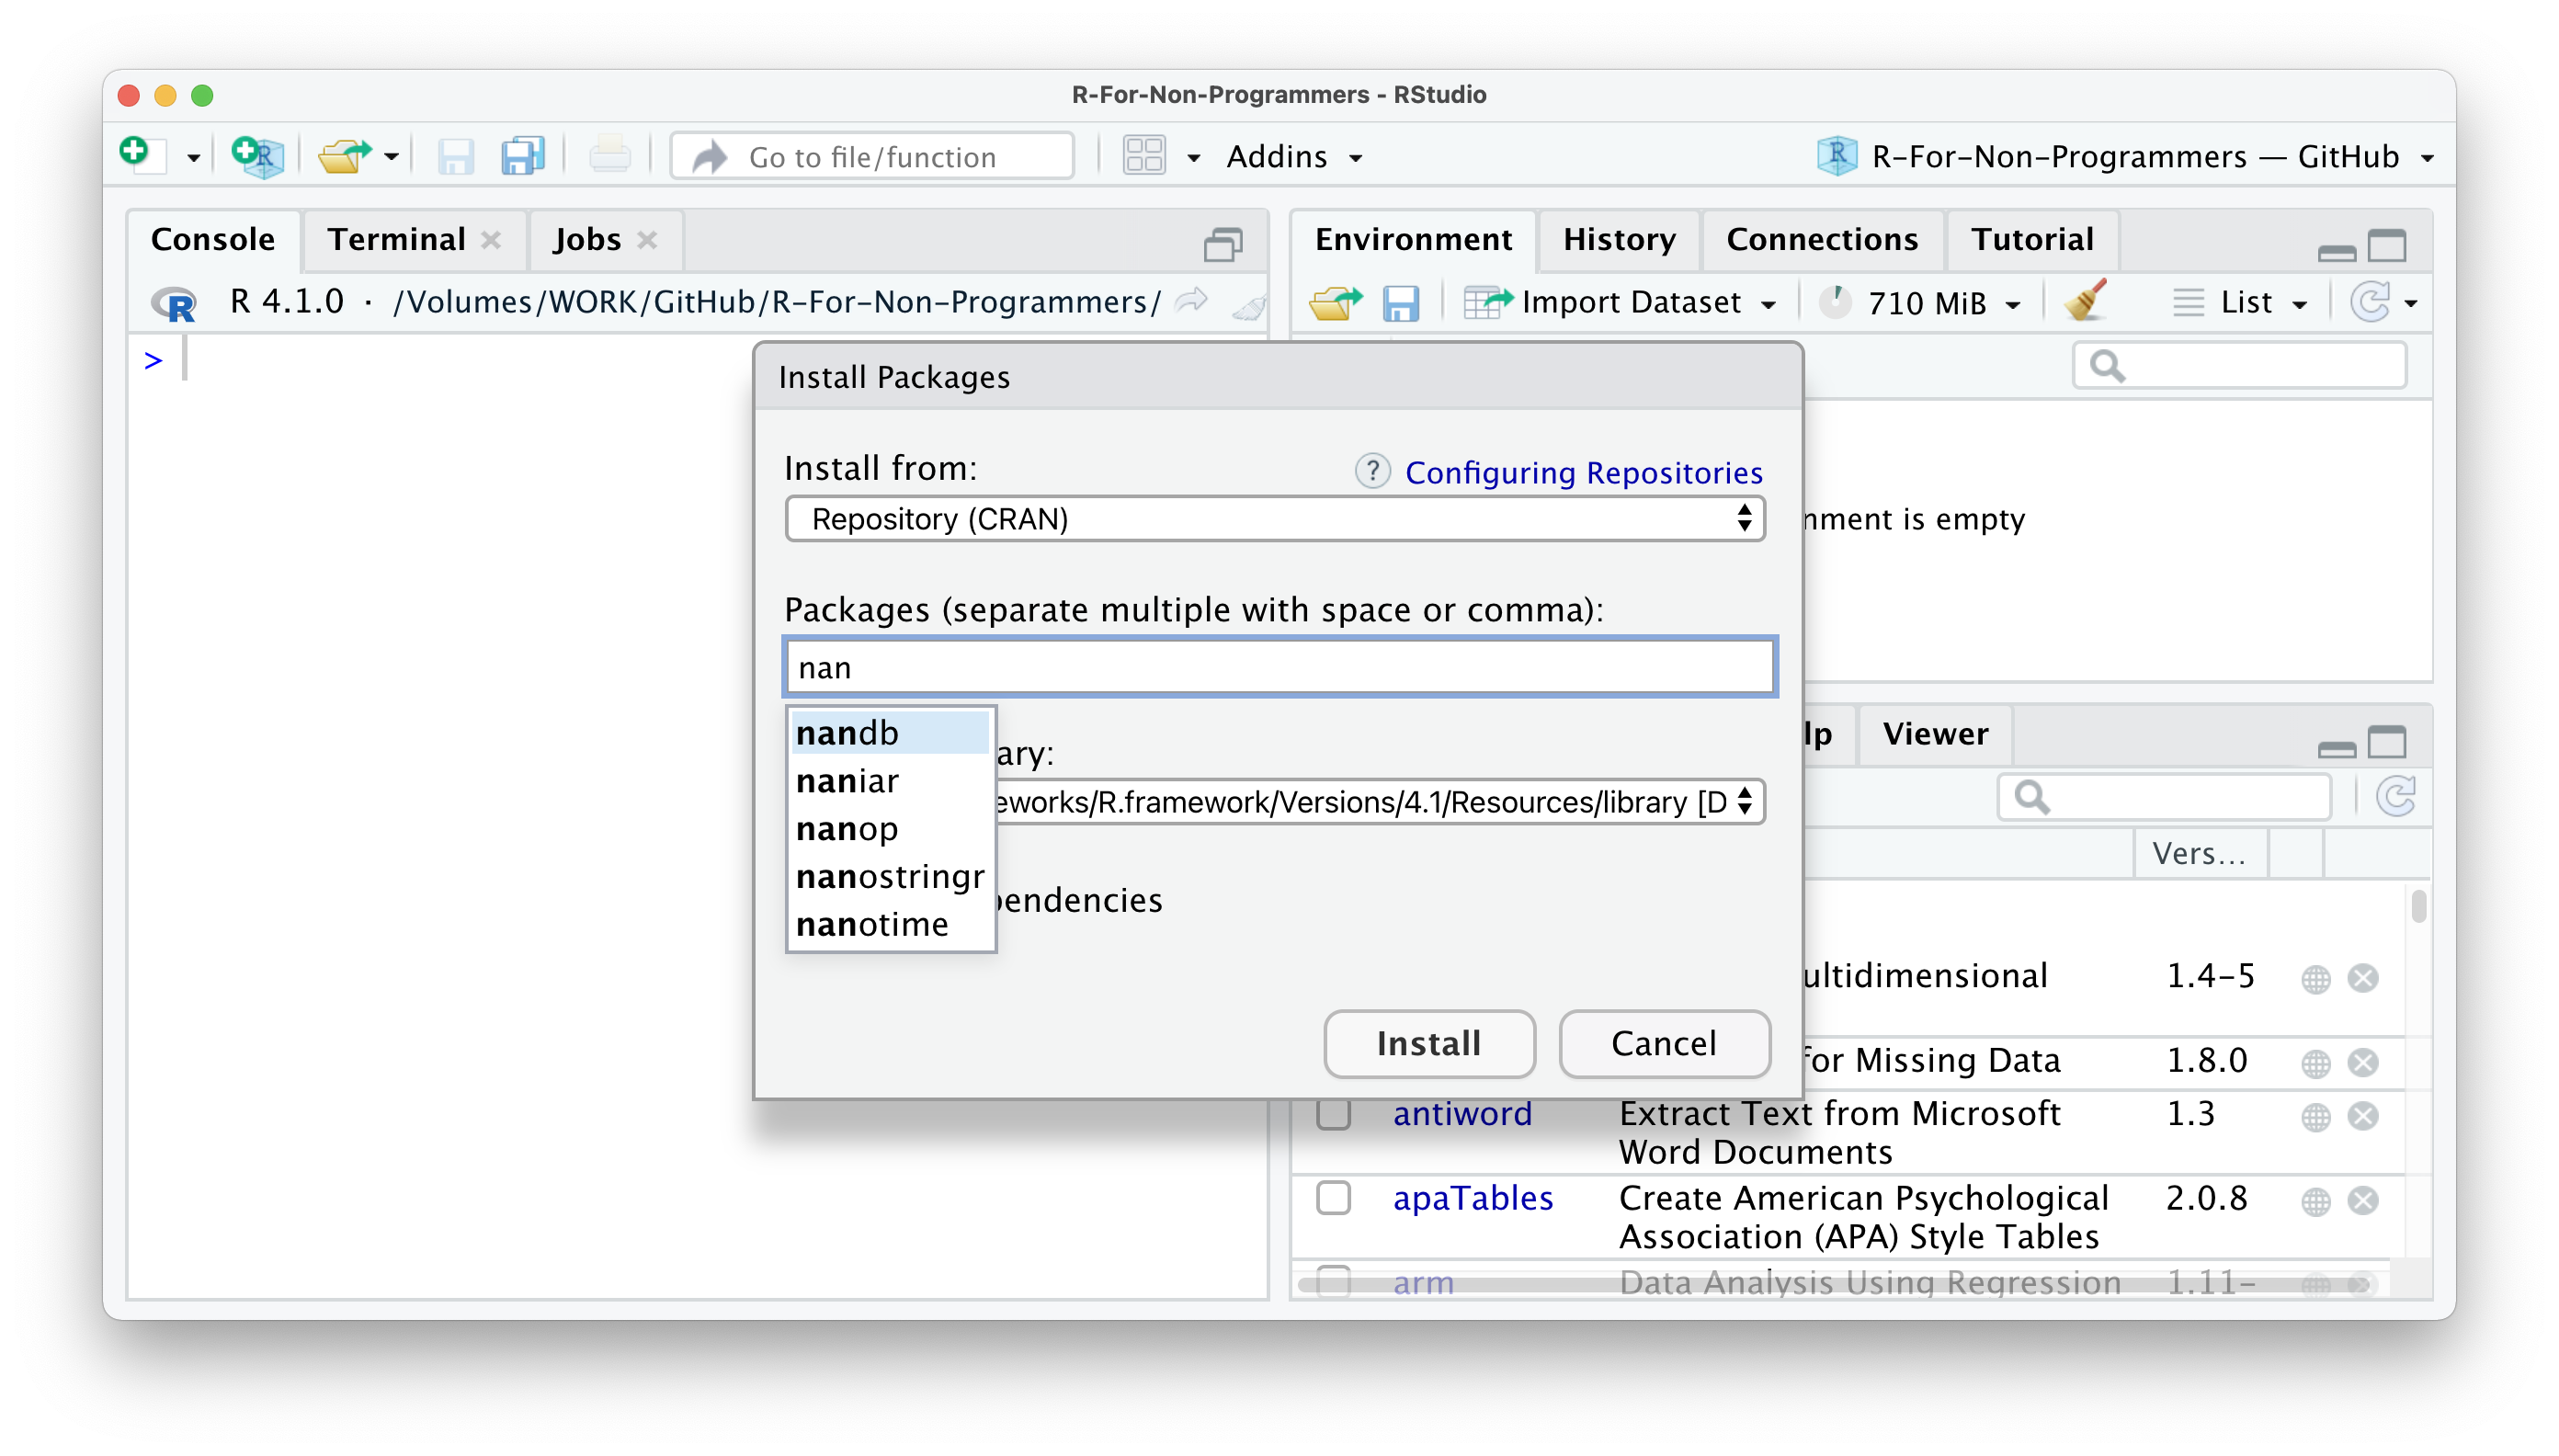 R-For-Non-Programmers - RStudio
Go to file/function
Addins
R-For-Non-Programmers — GitHub
Console
Terminal
Jobs
R 4.1.0 · /Volumes/WORK/GitHub/R-For-Non-Programmers/
>
Environment
History
Connections
Tutorial
Import Dataset
710 MiB
List
nment is empty
Install Packages
Install from:
? Configuring Repositories
Repository (CRAN)
Packages (separate multiple with space or comma):
nan
nandb
naniar
nanop
nanostringr
nanotime
ary:
eworks/R.framework/Versions/4.1/Resources/library [D
pendencies
Install
Cancel
lp
Viewer
Vers...
ultidimensional 1.4-5
for Missing Data 1.8.0
antiword Extract Text from Microsoft 1.3
Word Documents
apaTables Create American Psychological 2.0.8
Association (APA) Style Tables
arm Data Analysis Using Regression 1.11-